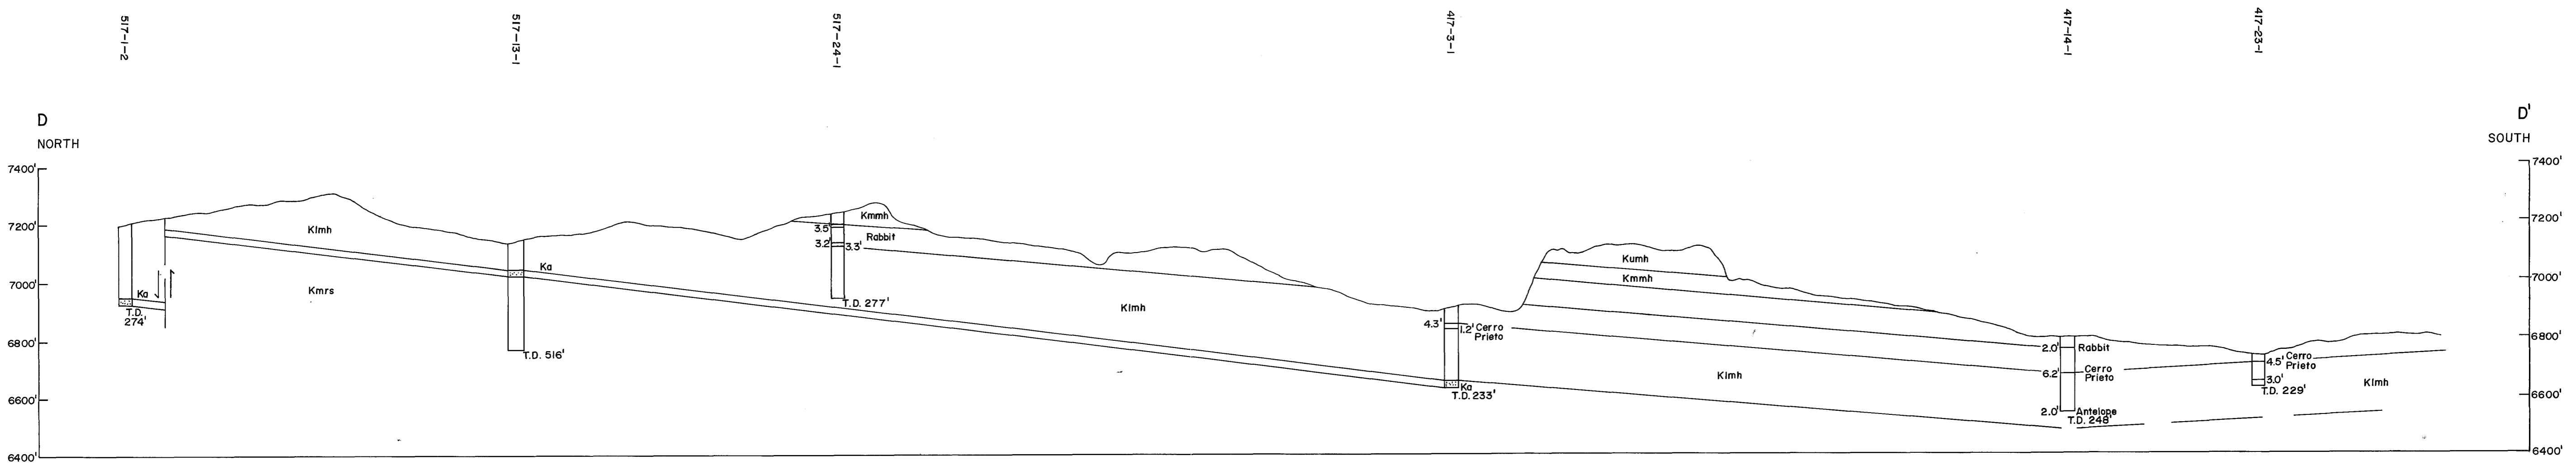 517-1-2
517-13-1
517-24-1
417-3-1
417-14-1
417-23-1
D
NORTH
D'
SOUTH
7400'
7200'
7000'
6800'
6600'
6400'
Ka
T.D.
274'
Klmh
Kmrs
Ka
T.D. 516'
Kmmh
3.5'
Rabbit
3.2'
3.3'
T.D. 277'
Klmh
4.3'
1.2' Cerro
Prieto
Ka
T.D. 233'
Kumh
Kmmh
Klmh
2.0' Rabbit
6.2' Cerro
Prieto
2.0' Antelope
T.D. 248'
4.5' Cerro
Prieto
3.0'
T.D. 229'
Klmh
7400'
7200'
7000'
6800'
6600'
6400'